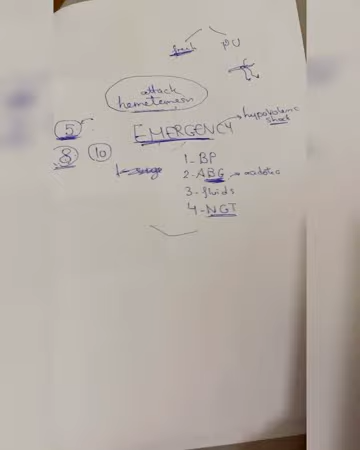 PU
attack
hematemesis
5
EMERGENCY → hypovolemic shock
8 10
1- BP
2- ABG →
3- fluids
4- NGT